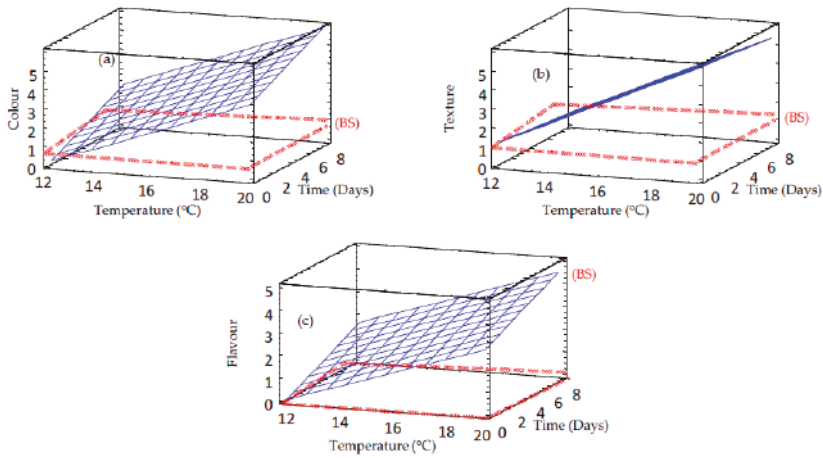 (a)
Colour
5
4
3
2
1
0
12 14 16 18 20
Temperature (°C)
0 2 4 6 8
Time (Days)
(BS)
(b)
Texture
5
4
3
2
1
0
12 14 16 18 20
Temperature (°C)
0 2 4 6 8
Time (Days)
(BS)
(c)
Flavour
5
4
3
2
1
0
12 14 16 18 20
Temperature (°C)
0 2 4 6 8
Time (Days)
(BS)